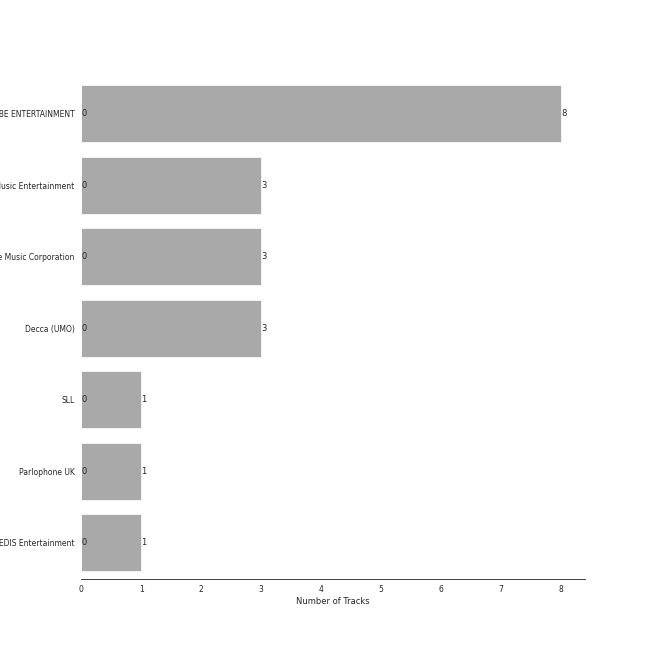 BE ENTERTAINMENT 0 8
Music Entertainment 0 3
e Music Corporation 0 3
Decca (UMO) 0 3
SLL 0 1
Parlophone UK 0 1
EDIS Entertainment 0 1
0 1 2 3 4 5 6 7 8
Number of Tracks